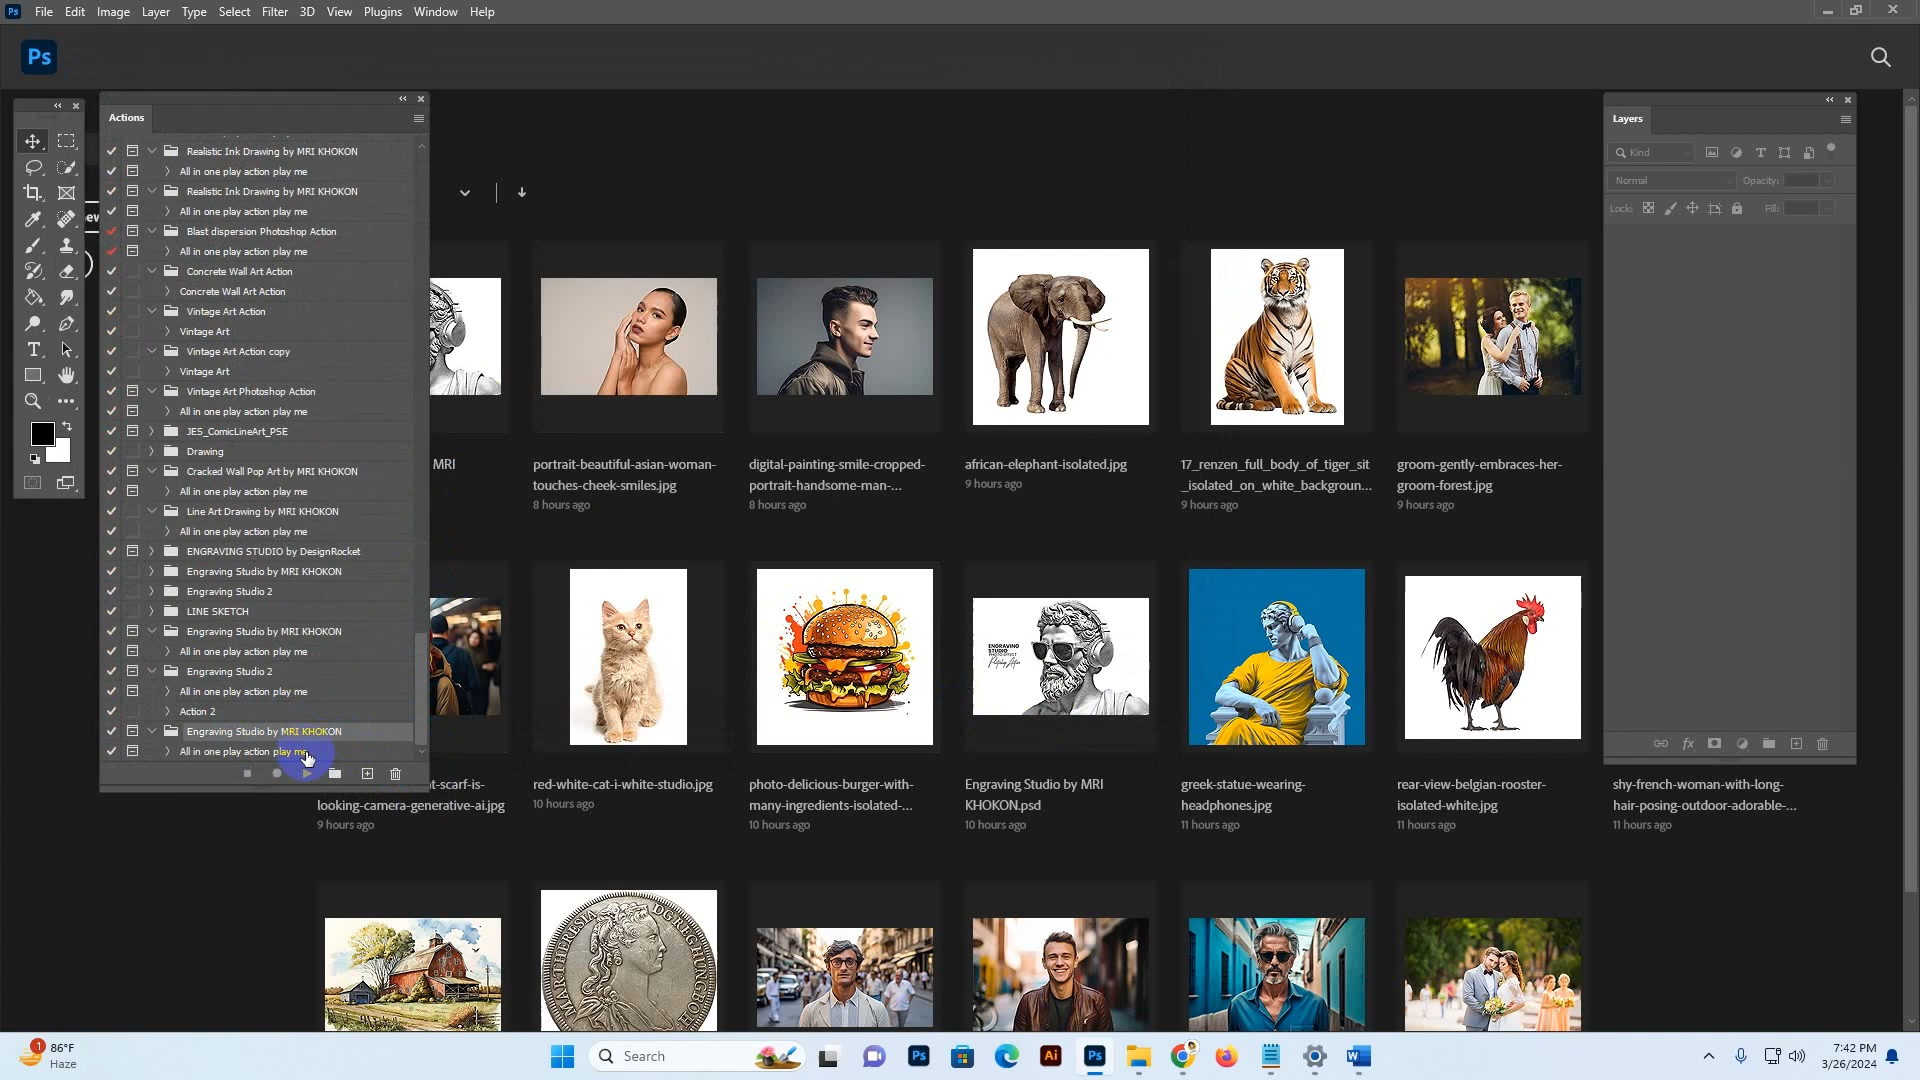 Ps File Edit Image Layer Type Select Filter 3D View Plugins Window Help
Ps
Actions
Realistic Ink Drawing by MRI KHOKON
All in one play action play me
Realistic Ink Drawing by MRI KHOKON
All in one play action play me
Blast dispersion Photoshop Action
All in one play action play me
Concrete Wall Art Action
Concrete Wall Art Action
Vintage Art Action
Vintage Art
Vintage Art Action copy
Vintage Art
Vintage Art Photoshop Action
All in one play action play me
JES_ComicLineArt_PSE
Drawing
Cracked Wall Pop Art by MRI KHOKON
All in one play action play me
Line Art Drawing by MRI KHOKON
All in one play action play me
ENGRAVING STUDIO by DesignRocket
Engraving Studio by MRI KHOKON
Engraving Studio 2
LINE SKETCH
Engraving Studio by MRI KHOKON
All in one play action play me
Engraving Studio 2
All in one play action play me
Action 2
Engraving Studio by MRI KHOKON
All in one play action play me
Layers
Kind
Normal Opacity:
Lock: Fill:
MRI
portrait-beautiful-asian-woman-
touches-cheek-smiles.jpg
8 hours ago
digital-painting-smile-cropped-
portrait-handsome-man-...
8 hours ago
african-elephant-isolated.jpg
9 hours ago
17_renzen_full_body_of_tiger_sit
_isolated_on_white_backgroun...
9 hours ago
groom-gently-embraces-her-
groom-forest.jpg
9 hours ago
ENGRAVING
STUDIO
t-scarf-is-
looking-camera-generative-ai.jpg
9 hours ago
red-white-cat-i-white-studio.jpg
10 hours ago
photo-delicious-burger-with-
many-ingredients-isolated-...
10 hours ago
Engraving Studio by MRI
KHOKON.psd
10 hours ago
greek-statue-wearing-
headphones.jpg
11 hours ago
rear-view-belgian-rooster-
isolated-white.jpg
11 hours ago
shy-french-woman-with-long-
hair-posing-outdoor-adorable-...
11 hours ago
1
86°F
Haze
Search
Ps
Ai
Ps
7:42 PM
3/26/2024